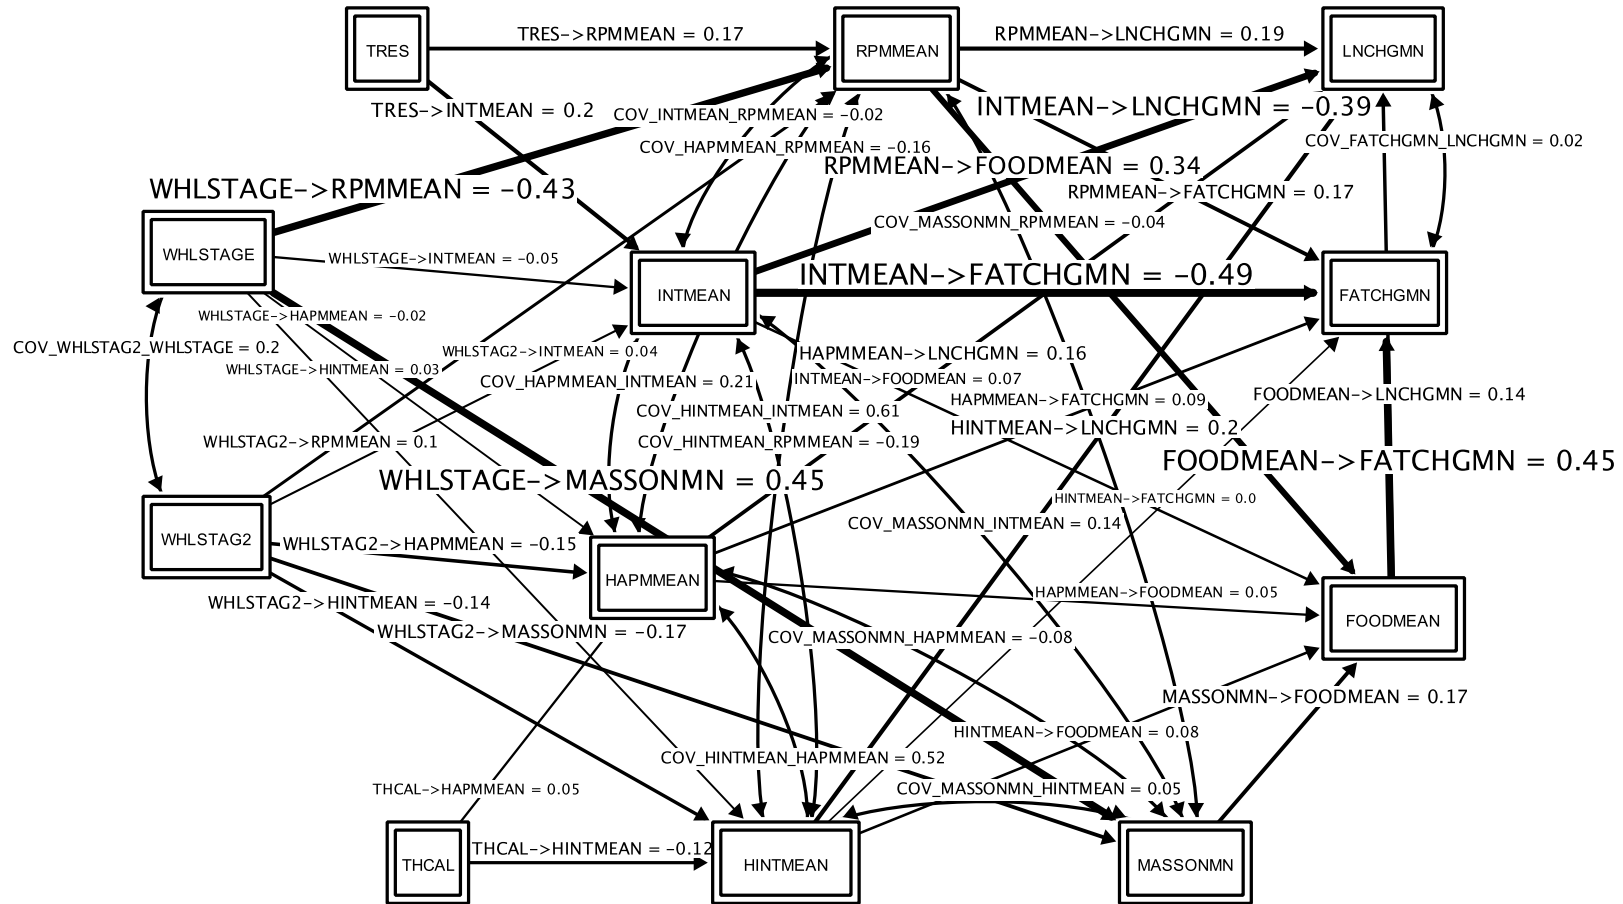 TRES
TRES->RPMMEAN = 0.17
RPMMEAN
RPMMEAN->LNCHGMN = 0.19
LNCHGMN
TRES->INTMEAN = 0.2
COV_INTMEAN_RPMMEAN = -0.02
INTMEAN->LNCHGMN = -0.39
COV_HAPMMEAN_RPMMEAN = -0.16
COV_FATCHGMN_LNCHGMN = 0.02
RPMMEAN->FOODMEAN = 0.34
WHLSTAGE->RPMMEAN = -0.43
RPMMEAN->FATCHGMN = 0.17
COV_MASSONMN_RPMMEAN = -0.04
WHLSTAGE
WHLSTAGE->INTMEAN = -0.05
INTMEAN->FATCHGMN = -0.49
INTMEAN
FATCHGMN
WHLSTAGE->HAPMMEAN = -0.02
COV_WHLSTAG2_WHLSTAGE = 0.2
WHLSTAG2->INTMEAN = 0.04
HAPMMEAN->LNCHGMN = 0.16
WHLSTAGE->HINTMEAN = 0.03
COV_HAPMMEAN_INTMEAN = 0.21
INTMEAN->FOODMEAN = 0.07
HAPMMEAN->FATCHGMN = 0.09
FOODMEAN->LNCHGMN = 0.14
COV_HINTMEAN_INTMEAN = 0.61
HINTMEAN->LNCHGMN = 0.2
WHLSTAG2->RPMMEAN = 0.1
COV_HINTMEAN_RPMMEAN = -0.19
FOODMEAN->FATCHGMN = 0.45
WHLSTAGE->MASSONMN = 0.45
HINTMEAN->FATCHGMN = 0.0
COV_MASSONMN_INTMEAN = 0.14
WHLSTAG2
WHLSTAG2->HAPMMEAN = -0.15
HAPMMEAN
HAPMMEAN->FOODMEAN = 0.05
WHLSTAG2->HINTMEAN = -0.14
FOODMEAN
WHLSTAG2->MASSONMN = -0.17
COV_MASSONMN_HAPMMEAN = -0.08
MASSONMN->FOODMEAN = 0.17
HINTMEAN->FOODMEAN = 0.08
COV_HINTMEAN_HAPMMEAN = 0.52
THCAL->HAPMMEAN = 0.05
COV_MASSONMN_HINTMEAN = 0.05
THCAL->HINTMEAN = -0.12
THCAL
HINTMEAN
MASSONMN